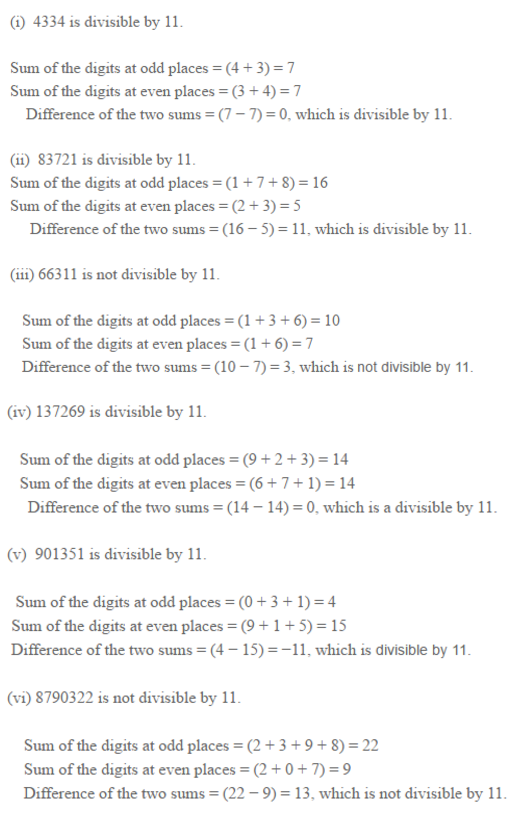 (i) 4334 is divisible by 11.
Sum of the digits at odd places = (4 + 3) = 7
Sum of the digits at even places = (3 + 4) = 7
Difference of the two sums = (7 − 7) = 0, which is divisible by 11.
(ii) 83721 is divisible by 11.
Sum of the digits at odd places = (1 + 7 + 8) = 16
Sum of the digits at even places = (2 + 3) = 5
Difference of the two sums = (16 − 5) = 11, which is divisible by 11.
(iii) 66311 is not divisible by 11.
Sum of the digits at odd places = (1 + 3 + 6) = 10
Sum of the digits at even places = (1 + 6) = 7
Difference of the two sums = (10 − 7) = 3, which is not divisible by 11.
(iv) 137269 is divisible by 11.
Sum of the digits at odd places = (9 + 2 + 3) = 14
Sum of the digits at even places = (6 + 7 + 1) = 14
Difference of the two sums = (14 − 14) = 0, which is a divisible by 11.
(v) 901351 is divisible by 11.
Sum of the digits at odd places = (0 + 3 + 1) = 4
Sum of the digits at even places = (9 + 1 + 5) = 15
Difference of the two sums = (4 − 15) = −11, which is divisible by 11.
(vi) 8790322 is not divisible by 11.
Sum of the digits at odd places = (2 + 3 + 9 + 8) = 22
Sum of the digits at even places = (2 + 0 + 7) = 9
Difference of the two sums = (22 − 9) = 13, which is not divisible by 11.